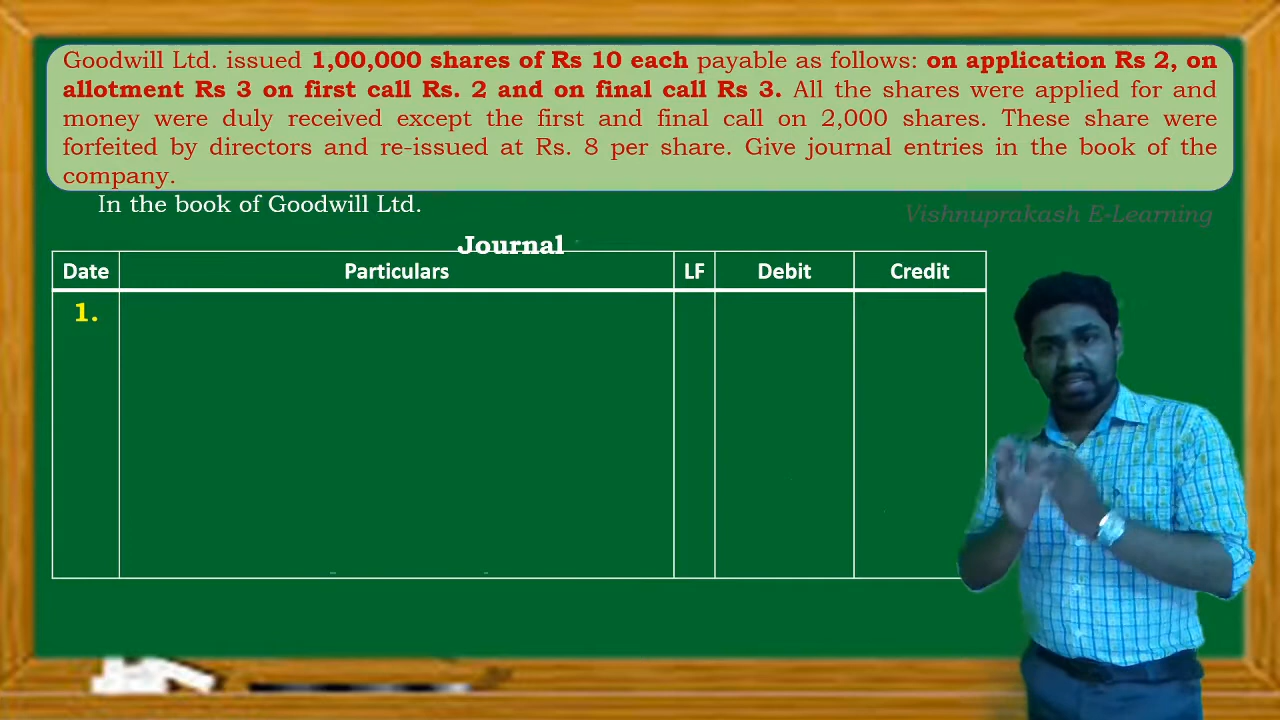 Goodwill Ltd. issued 1,00,000 shares of Rs 10 each payable as follows: on application Rs 2, on
allotment Rs 3 on first call Rs. 2 and on final call Rs 3. All the shares were applied for and
money were duly received except the first and final call on 2,000 shares. These share were
forfeited by directors and re-issued at Rs. 8 per share. Give journal entries in the book of the
company.
In the book of Goodwill Ltd.
Vishnuprakash E-Learning
Journal
Date Particulars LF Debit Credit
1.